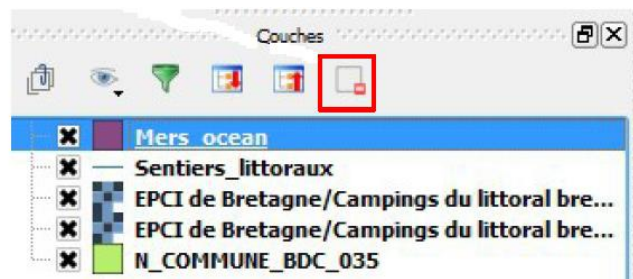 Couches
Mers_ocean
Sentiers_littoraux
EPCI de Bretagne/Campings du littoral bre...
EPCI de Bretagne/Campings du littoral bre...
N_COMMUNE_BDC_035